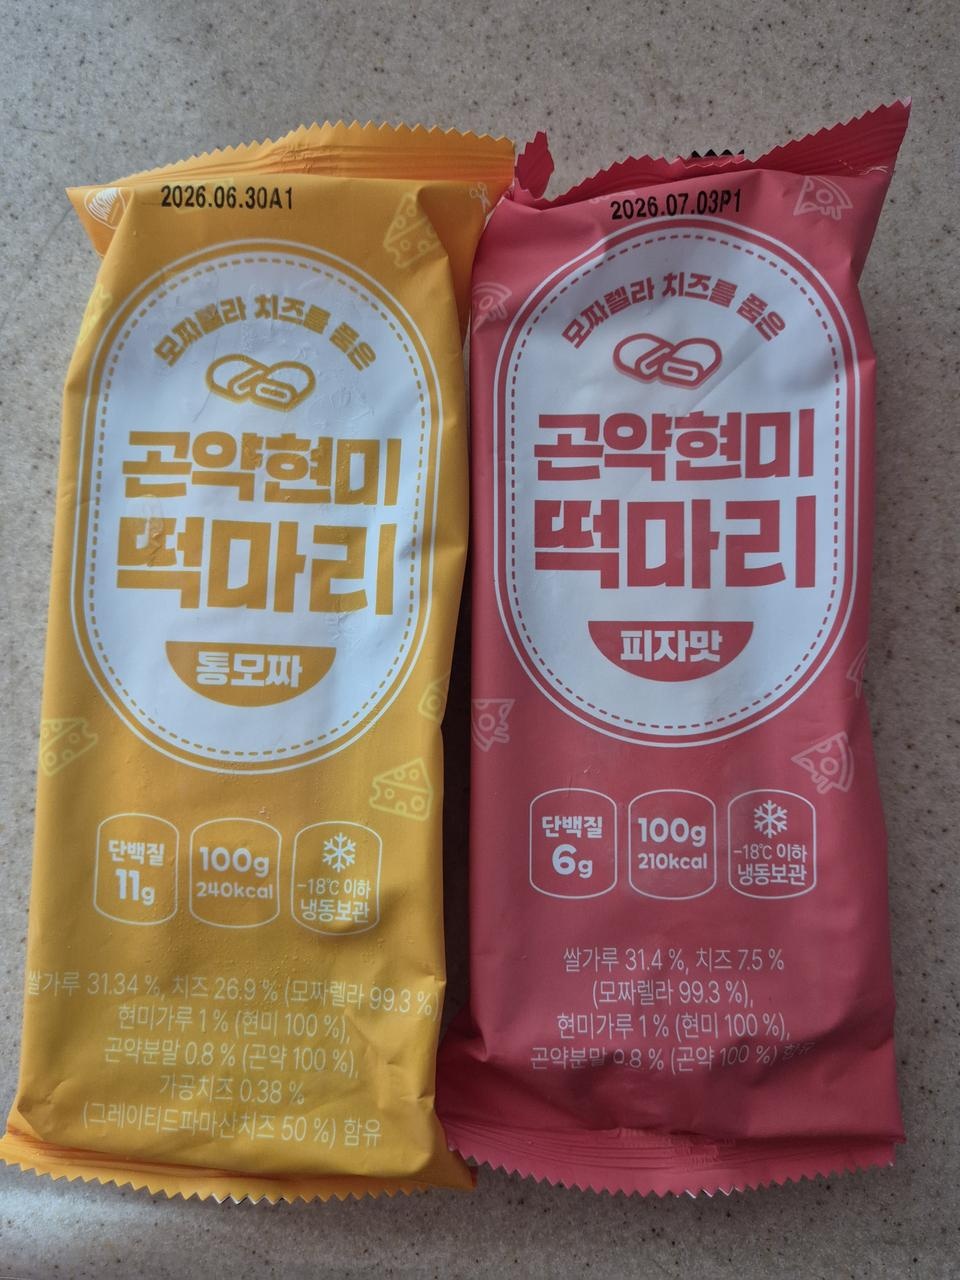 2026.06.30A1
모짜렐라 치즈를 품은
곤약현미
떡마리
통모짜
단백질
11g
100g
240kcal
-18℃ 이하
냉동보관
쌀가루 31.34 %, 치즈 26.9 % (모짜렐라 99.3 %)
현미가루 1 % (현미 100 %),
곤약분말 0.8 % (곤약 100 %),
가공치즈 0.38 %
(그레이티드파마산치즈 50 %) 함유
2026.07.03P1
모짜렐라 치즈를 품은
곤약현미
떡마리
피자맛
단백질
6g
100g
210kcal
-18℃ 이하
냉동보관
쌀가루 31.4 %, 치즈 7.5 %
(모짜렐라 99.3 %),
현미가루 1 % (현미 100 %),
곤약분말 0.8 % (곤약 100 %) 함유